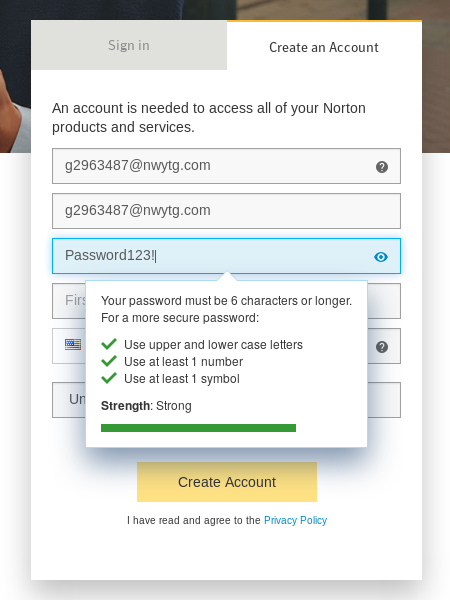 Sign in
Create an Account
An account is needed to access all of your Norton
products and services.
g2963487@nwytg.com
?
g2963487@nwytg.com
Password123!
Your password must be 6 characters or longer.
For a more secure password:
Firs
Use upper and lower case letters
?
Use at least 1 number
Use at least 1 symbol
Un
Strength: Strong
Create Account
I have read and agree to the Privacy Policy